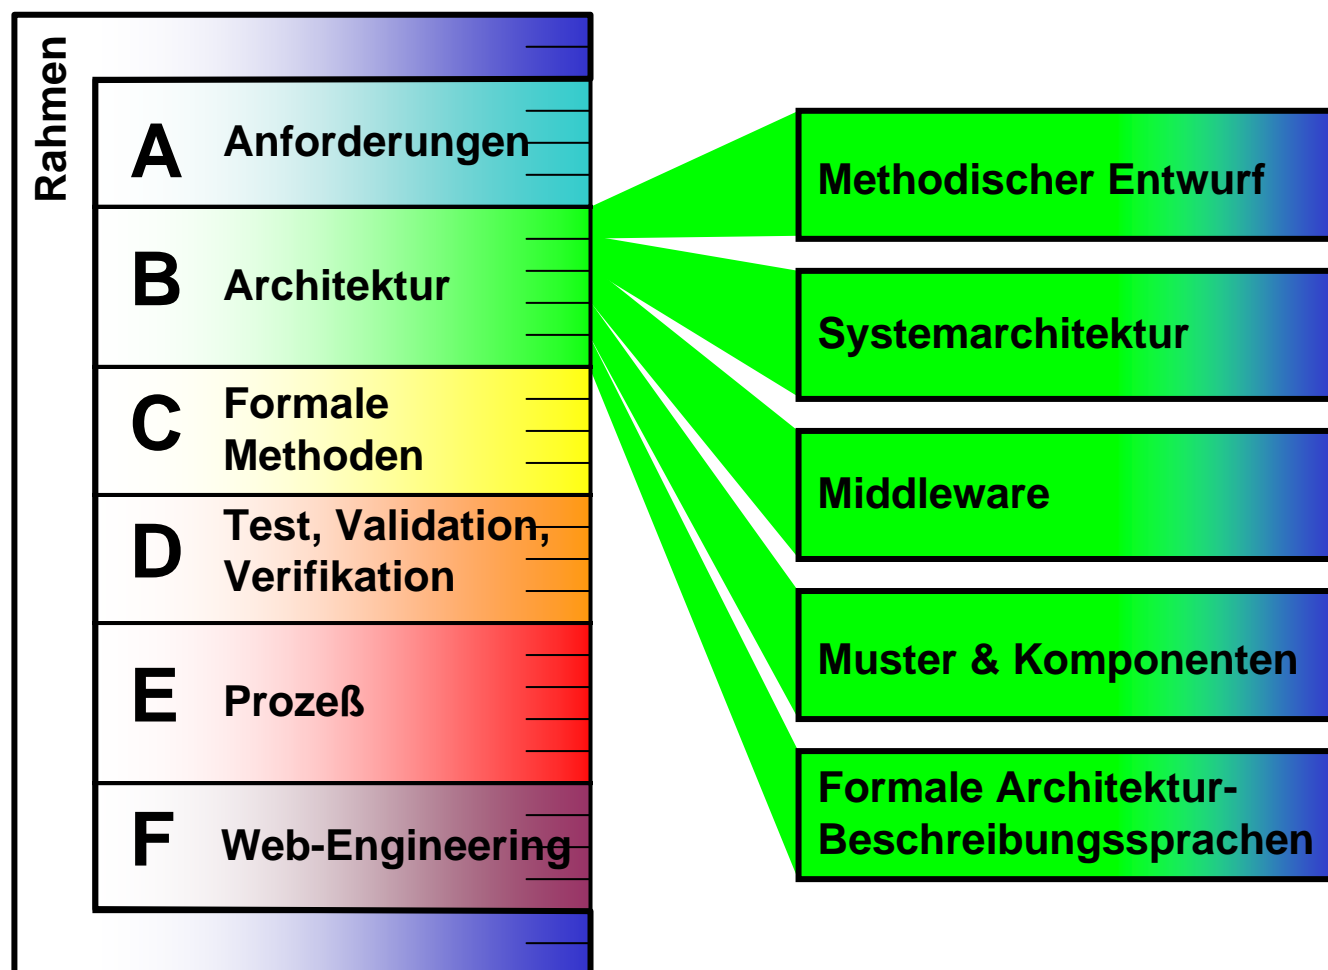 Rahmen
A
Anforderungen
B
Architektur
C
Formale
Methoden
D
Test, Validation,
Verifikation
E
Prozeß
F
Web-Engineering
Methodischer Entwurf
Systemarchitektur
Middleware
Muster & Komponenten
Formale Architektur-
Beschreibungssprachen